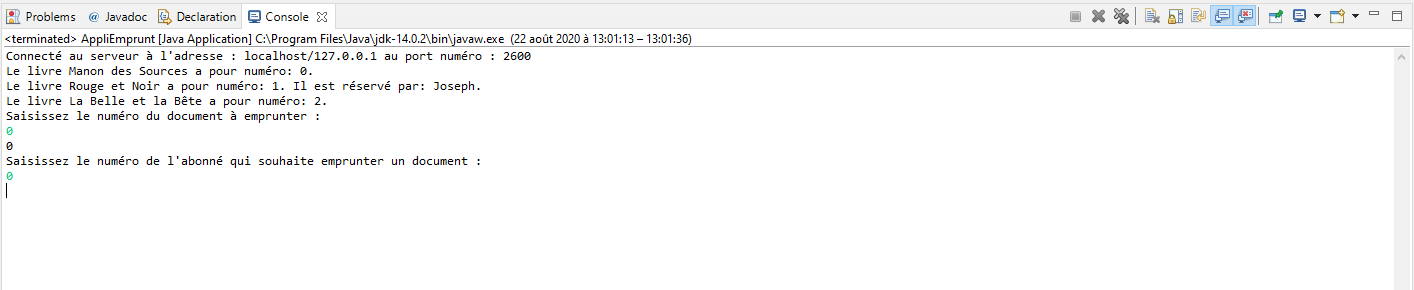 Problems @ Javadoc Declaration Console
<terminated> AppliEmprunt [Java Application] C:\Program Files\Java\jdk-14.0.2\bin\javaw.exe (22 août 2020 à 13:01:13 – 13:01:36)
Connecté au serveur à l'adresse : localhost/127.0.0.1 au port numéro : 2600
Le livre Manon des Sources a pour numéro: 0.
Le livre Rouge et Noir a pour numéro: 1. Il est réservé par: Joseph.
Le livre La Belle et la Bête a pour numéro: 2.
Saisissez le numéro du document à emprunter :
0
0
Saisissez le numéro de l'abonné qui souhaite emprunter un document :
0